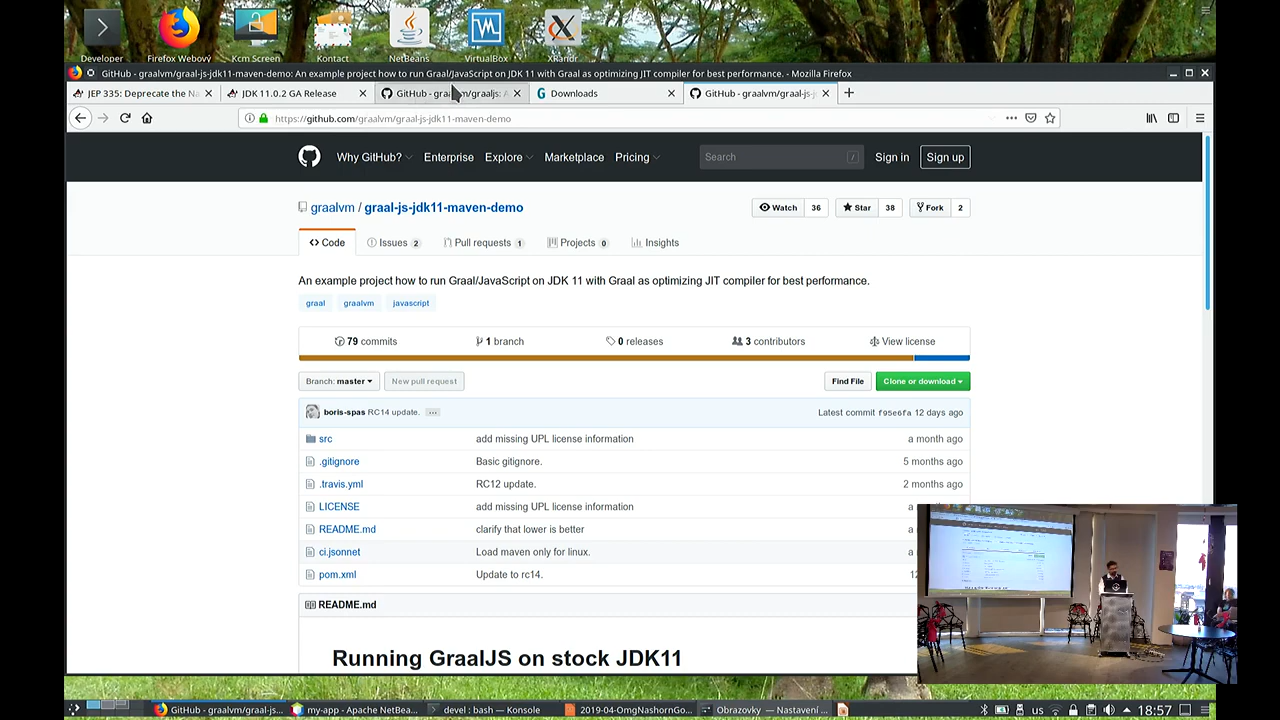 Developer
Firefox Webový
Kcm Screen
Kontact
NetBeans
VirtualBox
XRandr
GitHub - graalvm/graal-js-jdk11-maven-demo: An example project how to run Graal/JavaScript on JDK 11 with Graal as optimizing JIT compiler for best performance. - Mozilla Firefox
JEP 335: Deprecate the Na
JDK 11.0.2 GA Release
GitHub - graalvm/graaljs: A
Downloads
GitHub - graalvm/graal-js-j
https://github.com/graalvm/graal-js-jdk11-maven-demo
Why GitHub? Enterprise Explore Marketplace Pricing Search / Sign in Sign up
graalvm / graal-js-jdk11-maven-demo Watch 36 Star 38 Fork 2
Code Issues 2 Pull requests 1 Projects 0 Insights
An example project how to run Graal/JavaScript on JDK 11 with Graal as optimizing JIT compiler for best performance.
graal graalvm javascript
79 commits 1 branch 0 releases 3 contributors View license
Branch: master New pull request Find File Clone or download
boris-spas RC14 update. Latest commit f95e6fa 12 days ago
src add missing UPL license information a month ago
.gitignore Basic gitignore. 5 months ago
.travis.yml RC12 update. 2 months ago
LICENSE add missing UPL license information a
README.md clarify that lower is better a
ci.jsonnet Load maven only for linux. a
pom.xml Update to rc14. 12
README.md
Running GraalJS on stock JDK11
GitHub - graalvm/graal-js...
my-app - Apache NetBea...
devel : bash — Konsole
2019-04-OmgNashornGo...
Obrazovky — Nastavení ...
us
18:57